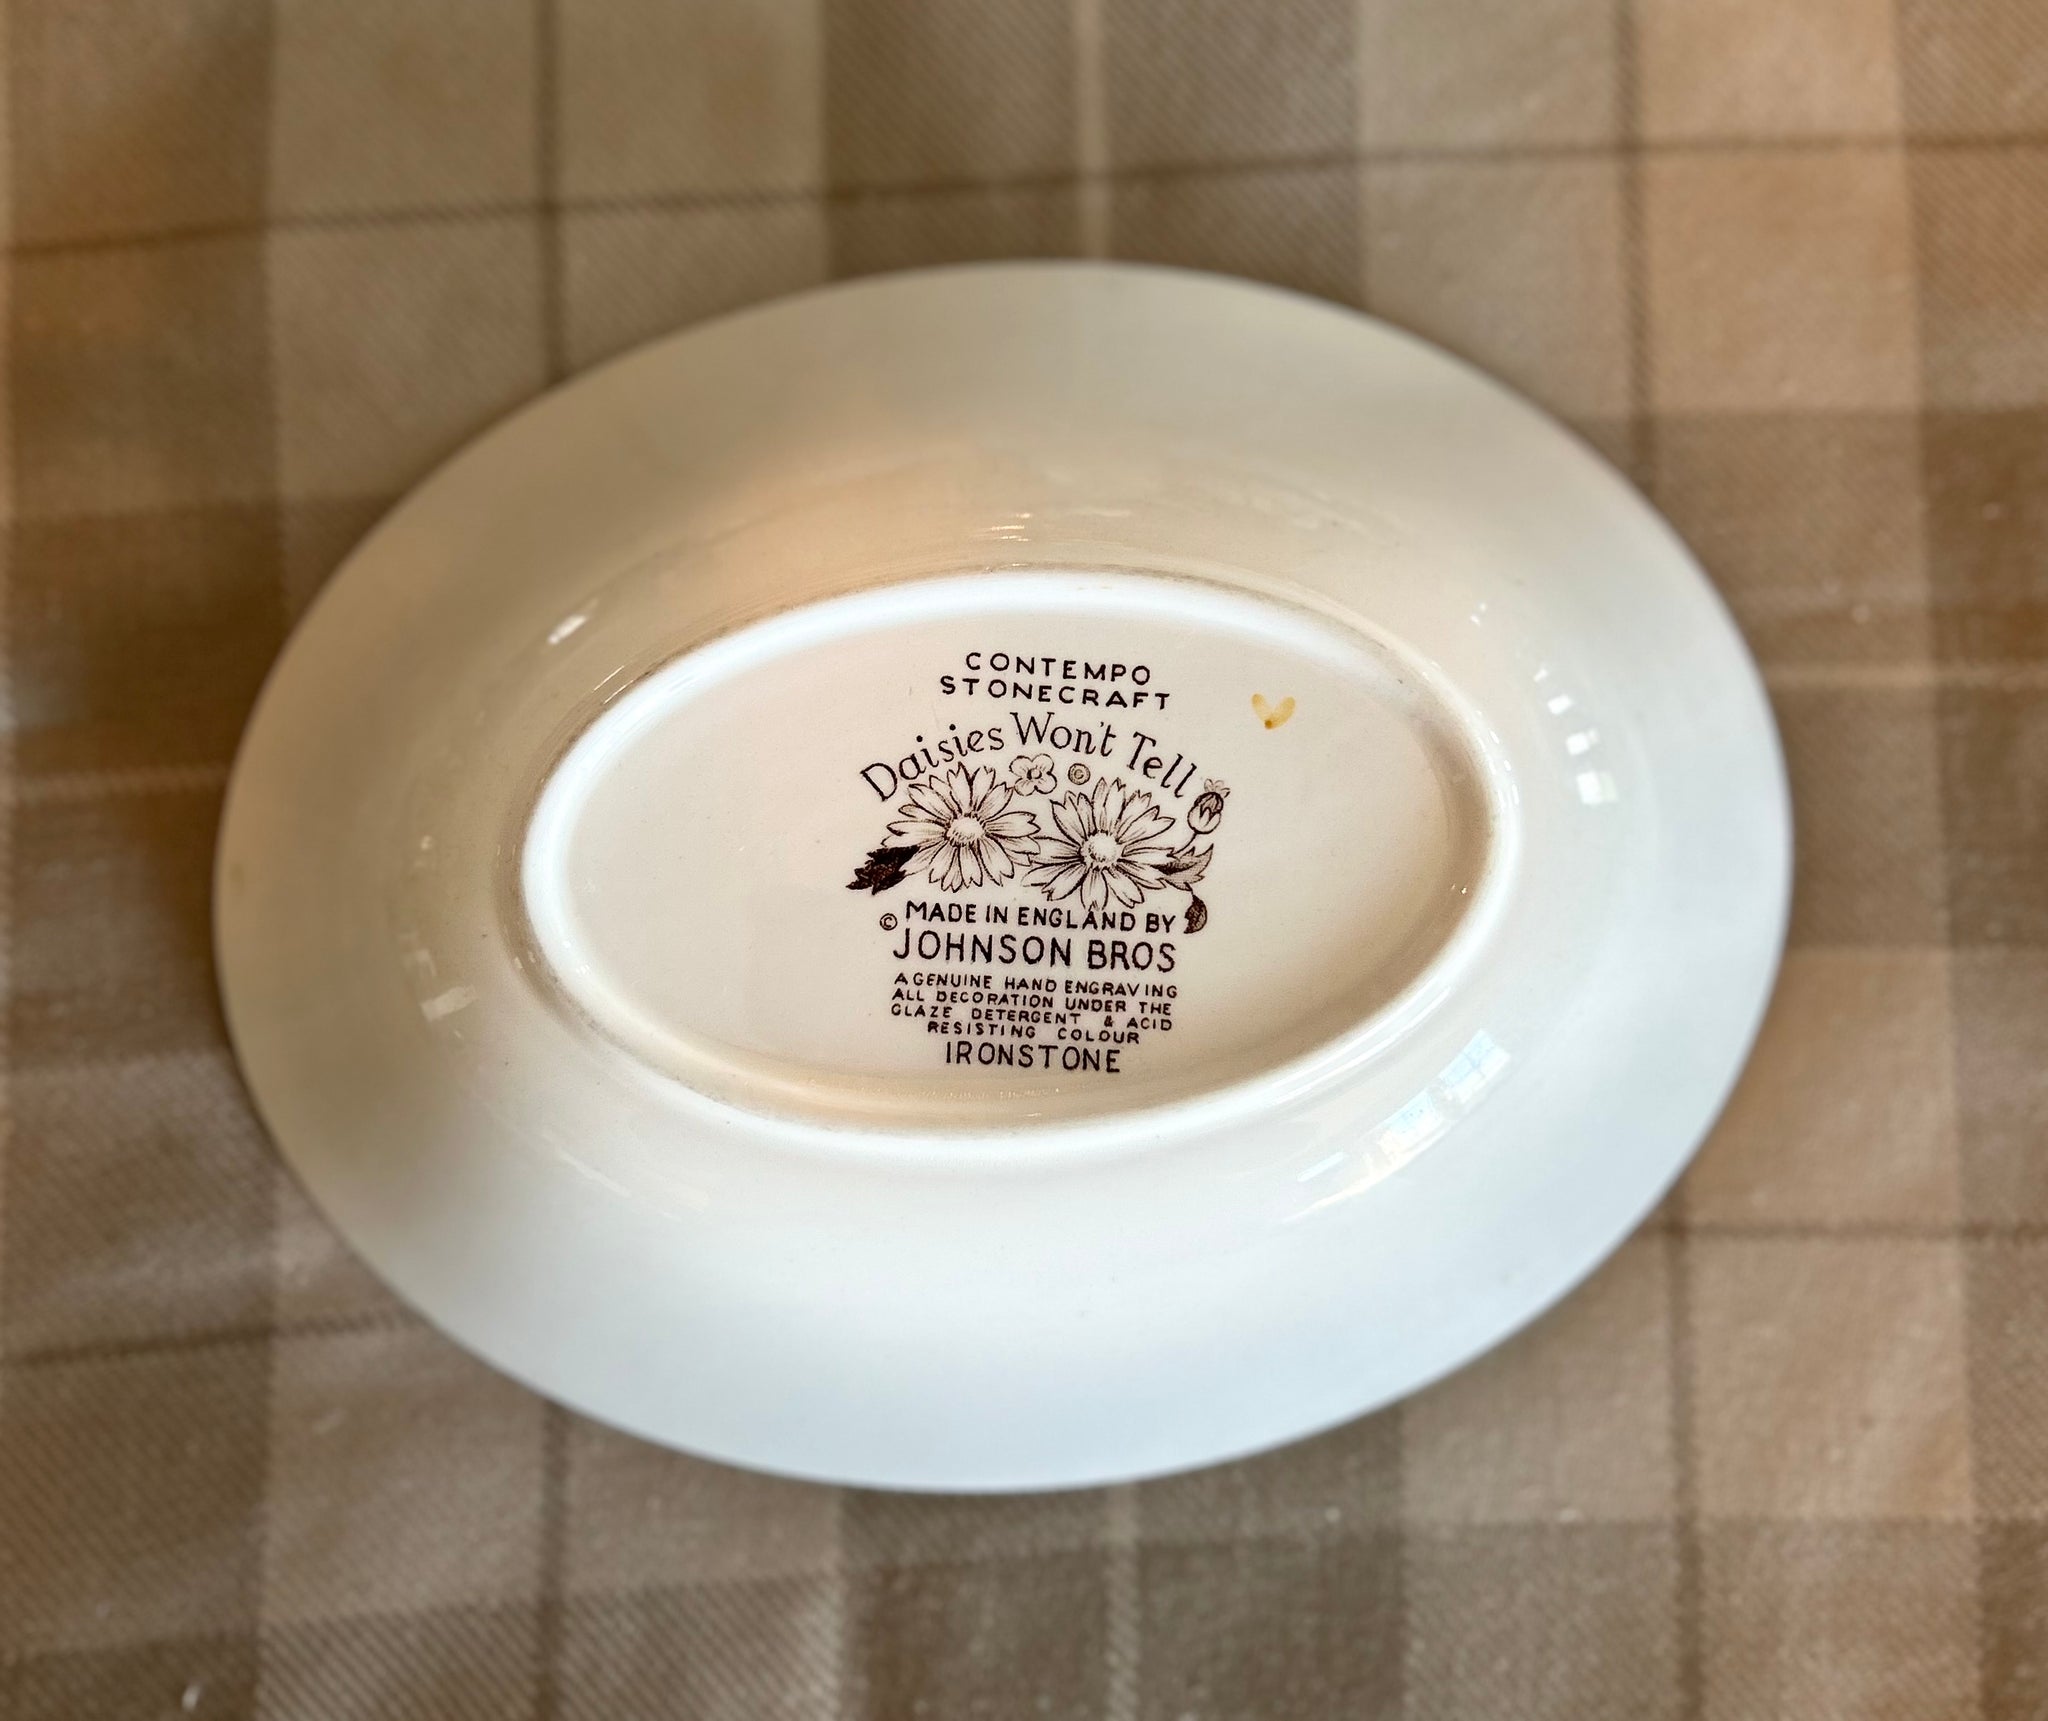 CONTEMPO
STONECRAFT
Daisies Won't Tell
©
© MADE IN ENGLAND BY
JOHNSON BROS
A GENUINE HAND ENGRAVING
ALL DECORATION UNDER THE
GLAZE DETERGENT & ACID
RESISTING COLOUR
IRONSTONE